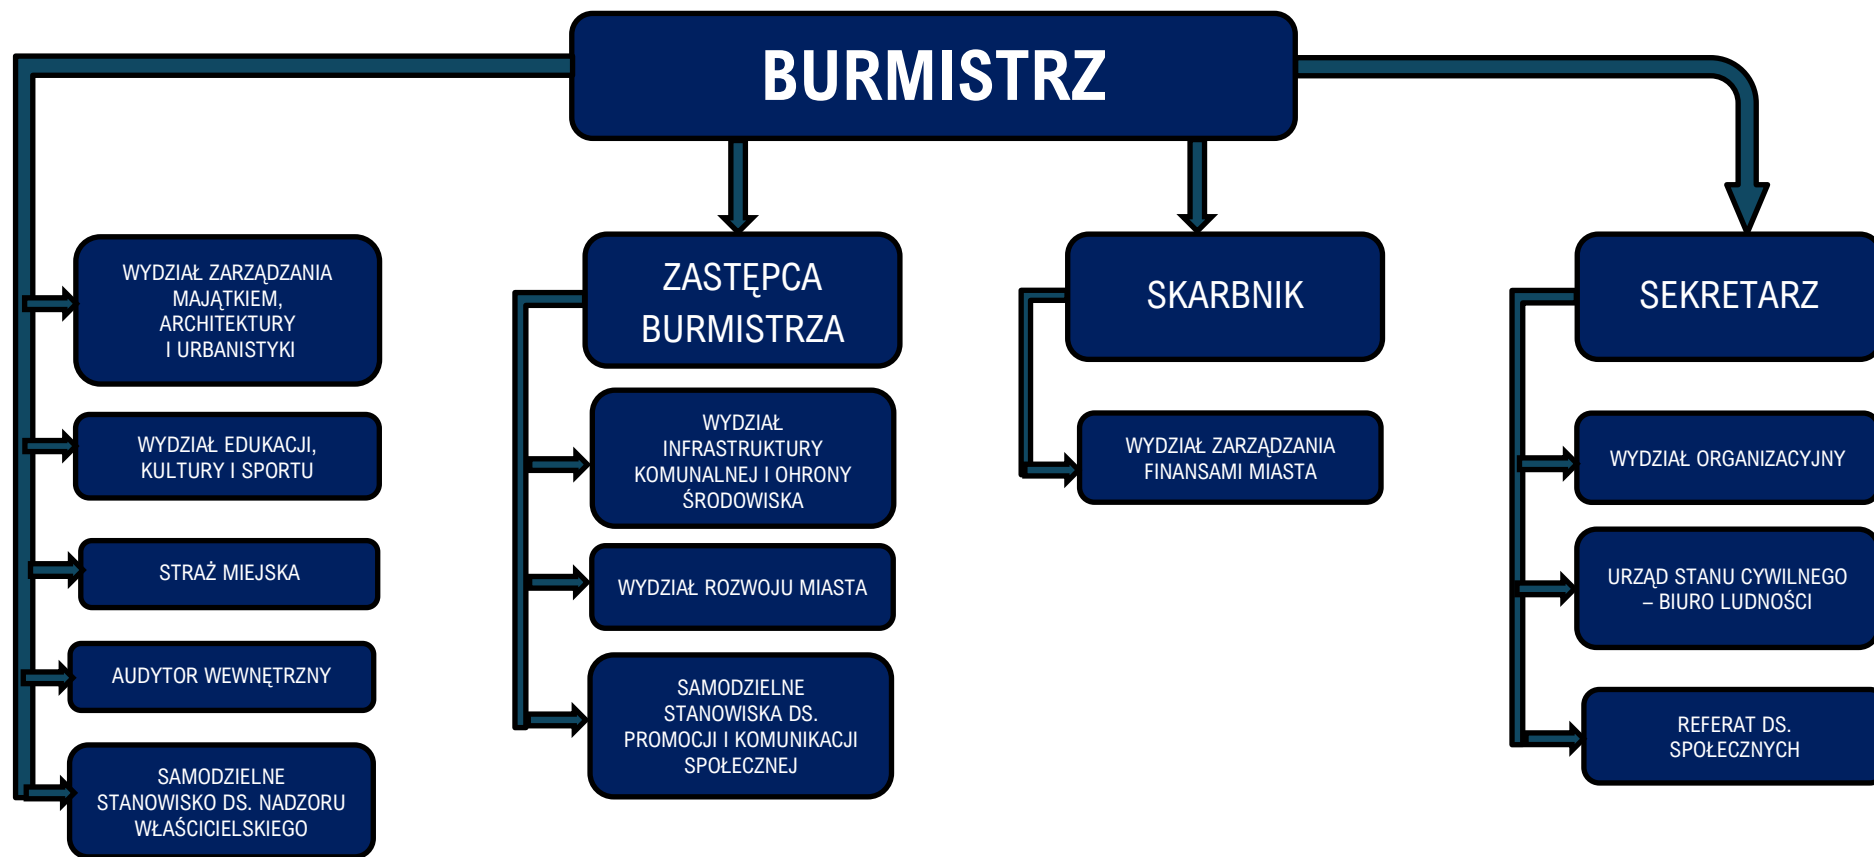 BURMISTRZ
WYDZIAŁ ZARZĄDZANIA
MAJĄTKIEM,
ARCHITEKTURY
I URBANISTYKI
WYDZIAŁ EDUKACJI,
KULTURY I SPORTU
STRAŻ MIEJSKA
AUDYTOR WEWNĘTRZNY
SAMODZIELNE
STANOWISKO DS. NADZORU
WŁAŚCICIELSKIEGO
ZASTĘPCA
BURMISTRZA
WYDZIAŁ
INFRASTRUKTURY
KOMUNALNEJ I OHRONY
ŚRODOWISKA
WYDZIAŁ ROZWOJU MIASTA
SAMODZIELNE
STANOWISKA DS.
PROMOCJI I KOMUNIKACJI
SPOŁECZNEJ
SKARBNIK
WYDZIAŁ ZARZĄDZANIA
FINANSAMI MIASTA
SEKRETARZ
WYDZIAŁ ORGANIZACYJNY
URZĄD STANU CYWILNEGO
– BIURO LUDNOŚCI
REFERAT DS.
SPOŁECZNYCH